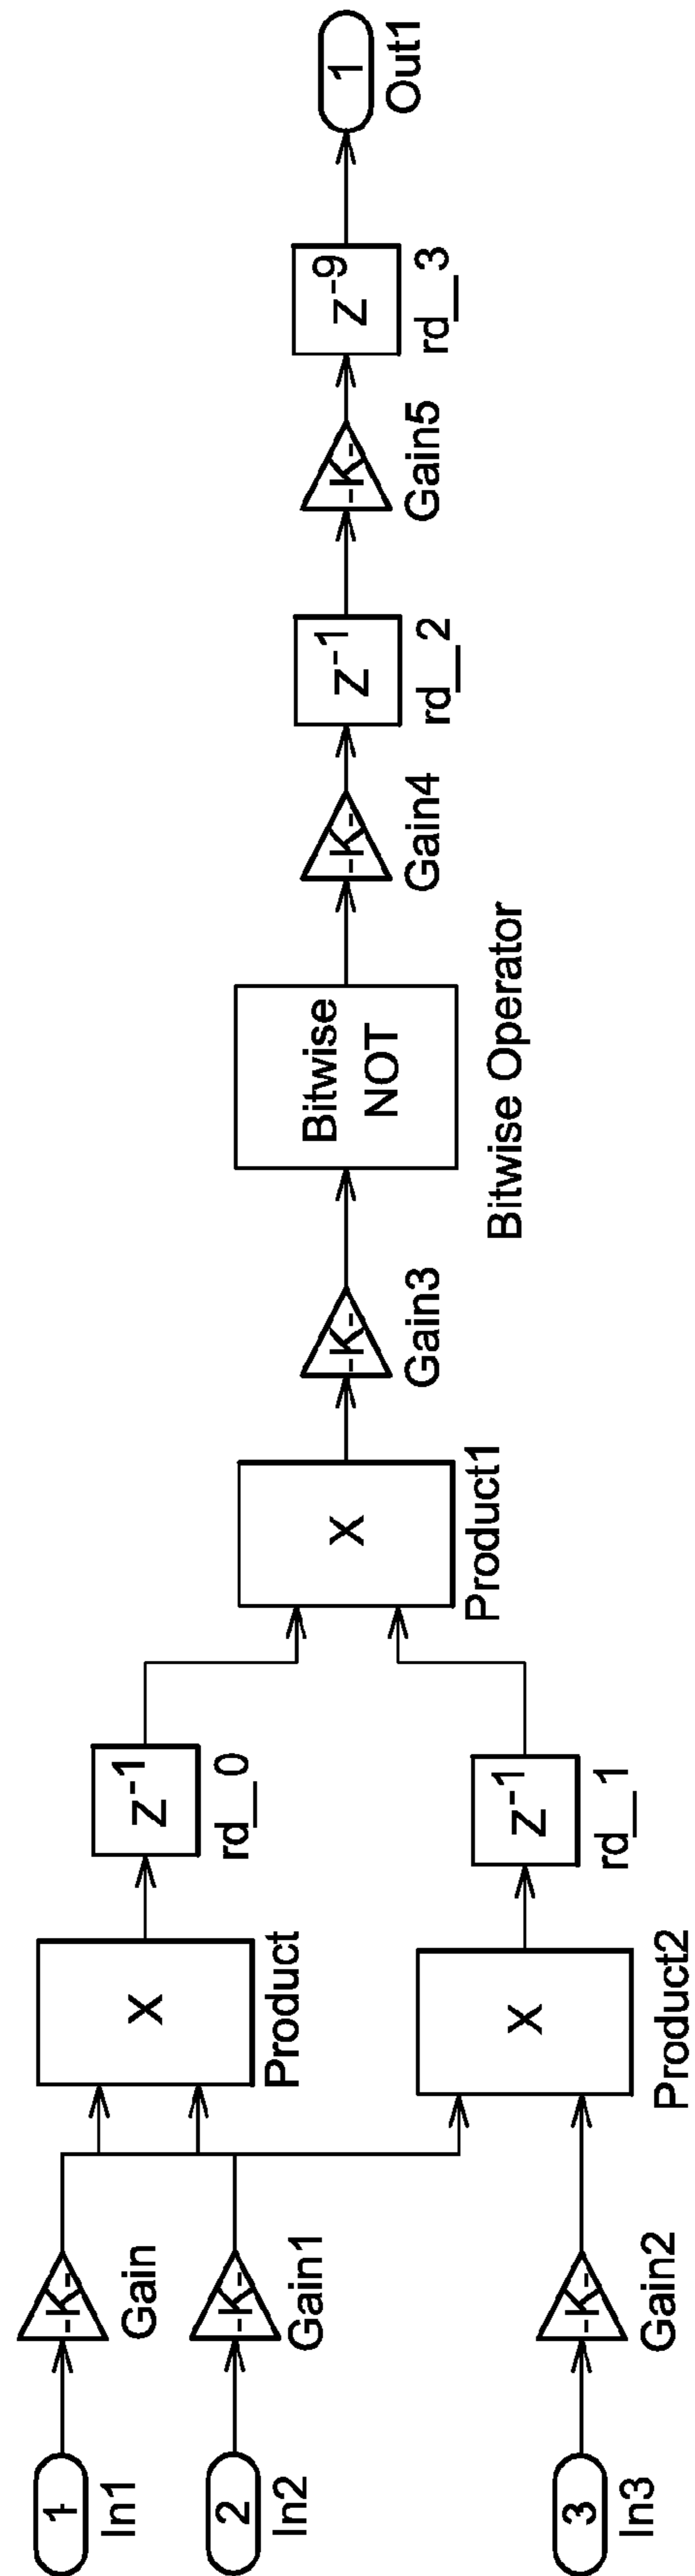 1
In1
-K-
Gain
2
In2
-K-
Gain1
3
In3
-K-
Gain2
X
Product
X
Product2
Z-1
rd_0
Z-1
rd_1
X
Product1
-K-
Gain3
Bitwise
NOT
Bitwise Operator
-K-
Gain4
Z-1
rd_2
-K-
Gain5
Z-9
rd_3
1
Out1